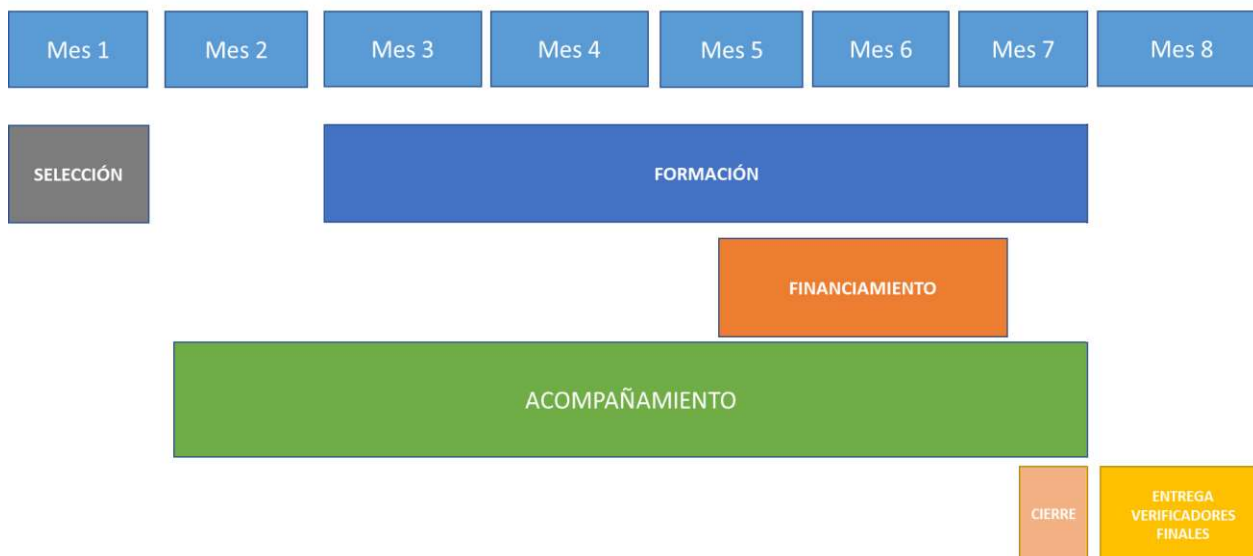 Mes 1
Mes 2
Mes 3
Mes 4
Mes 5
Mes 6
Mes 7
Mes 8
SELECCIÓN
FORMACIÓN
FINANCIAMIENTO
ACOMPAÑAMIENTO
CIERRE
ENTREGA
VERIFICADORES
FINALES